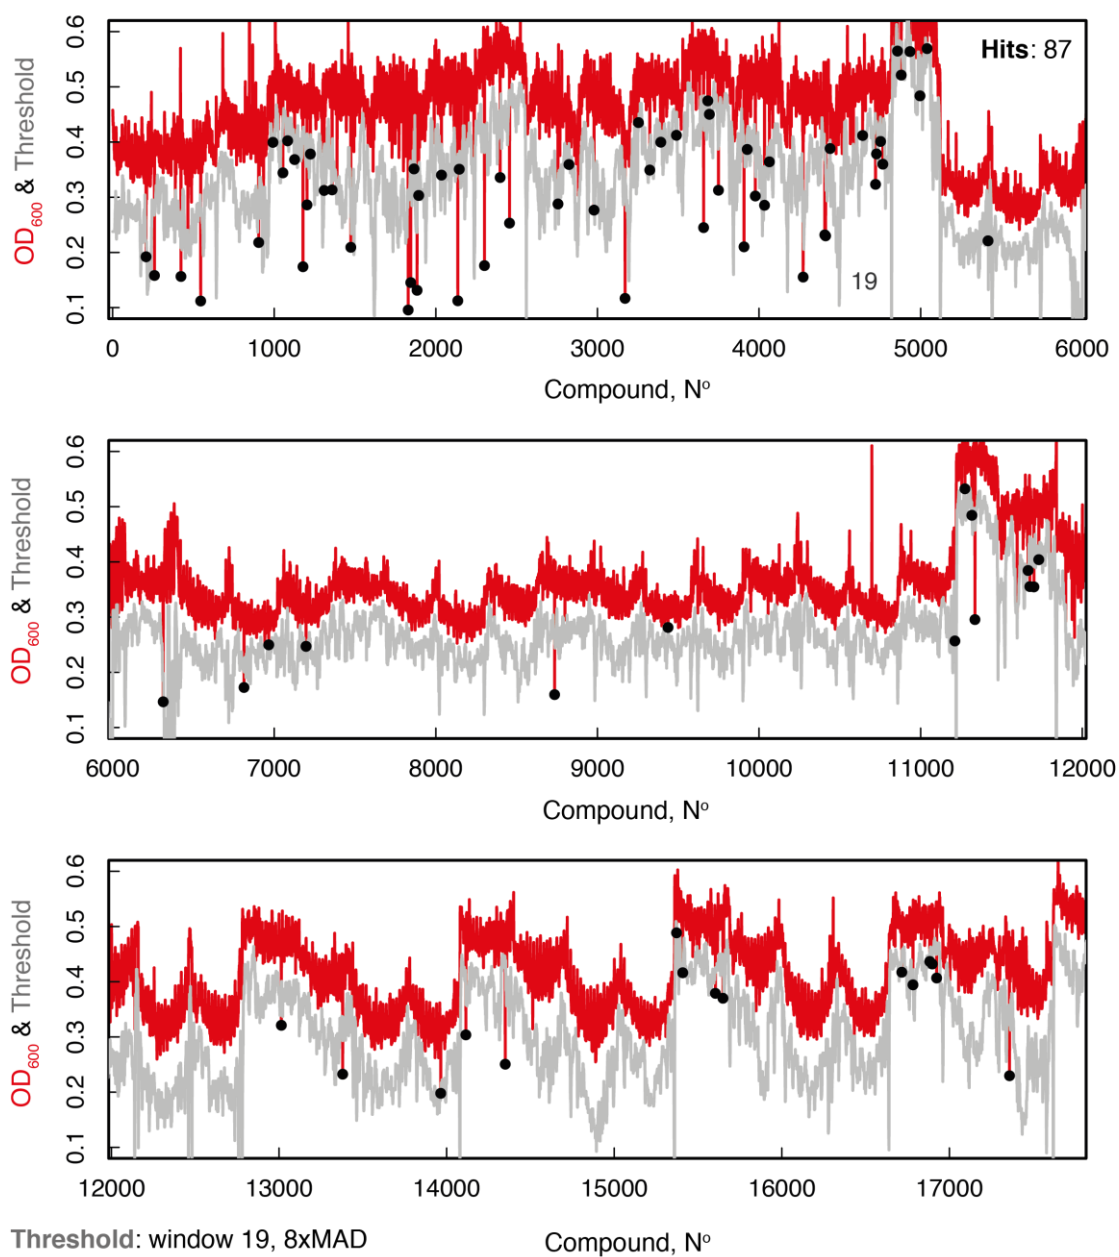 OD600 & Threshold
0.1 0.2 0.3 0.4 0.5 0.6
Hits: 87
19
0 1000 2000 3000 4000 5000 6000
Compound, Nº
OD600 & Threshold
0.1 0.2 0.3 0.4 0.5 0.6
6000 7000 8000 9000 10000 11000 12000
Compound, Nº
OD600 & Threshold
0.1 0.2 0.3 0.4 0.5 0.6
12000 13000 14000 15000 16000 17000
Compound, Nº
Threshold: window 19, 8xMAD